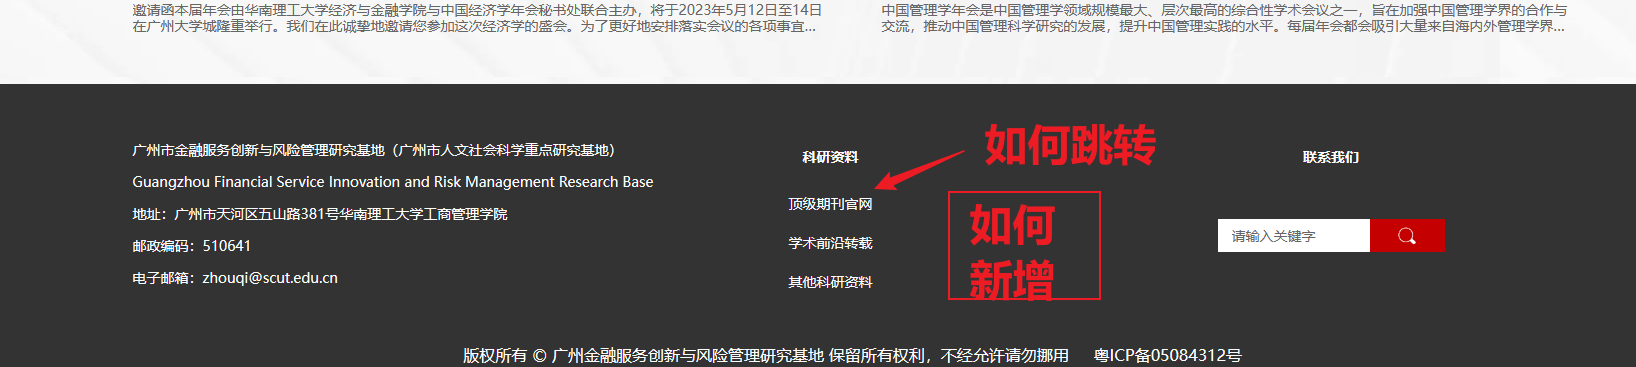 邀请函本届年会由华南理工大学经济与金融学院与中国经济学年会秘书处联合主办，将于2023年5月12日至14日
在广州大学城隆重举行。我们在此诚挚地邀请您参加这次经济学的盛会。为了更好地安排落实会议的各项事宜...
中国管理学年会是中国管理学领域规模最大、层次最高的综合性学术会议之一，旨在加强中国管理学界的合作与
交流，推动中国管理科学研究的发展，提升中国管理实践的水平。每届年会都会吸引大量来自海内外管理学界...
广州市金融服务创新与风险管理研究基地（广州市人文社会科学重点研究基地）
Guangzhou Financial Service Innovation and Risk Management Research Base
地址：广州市天河区五山路381号华南理工大学工商管理学院
邮政编码：510641
电子邮箱：zhouqi@scut.edu.cn
科研资料
顶级期刊官网
学术前沿转载
其他科研资料
如何跳转
如何
新增
联系我们
请输入关键字
版权所有 © 广州金融服务创新与风险管理研究基地 保留所有权利，不经允许请勿挪用 粤ICP备05084312号